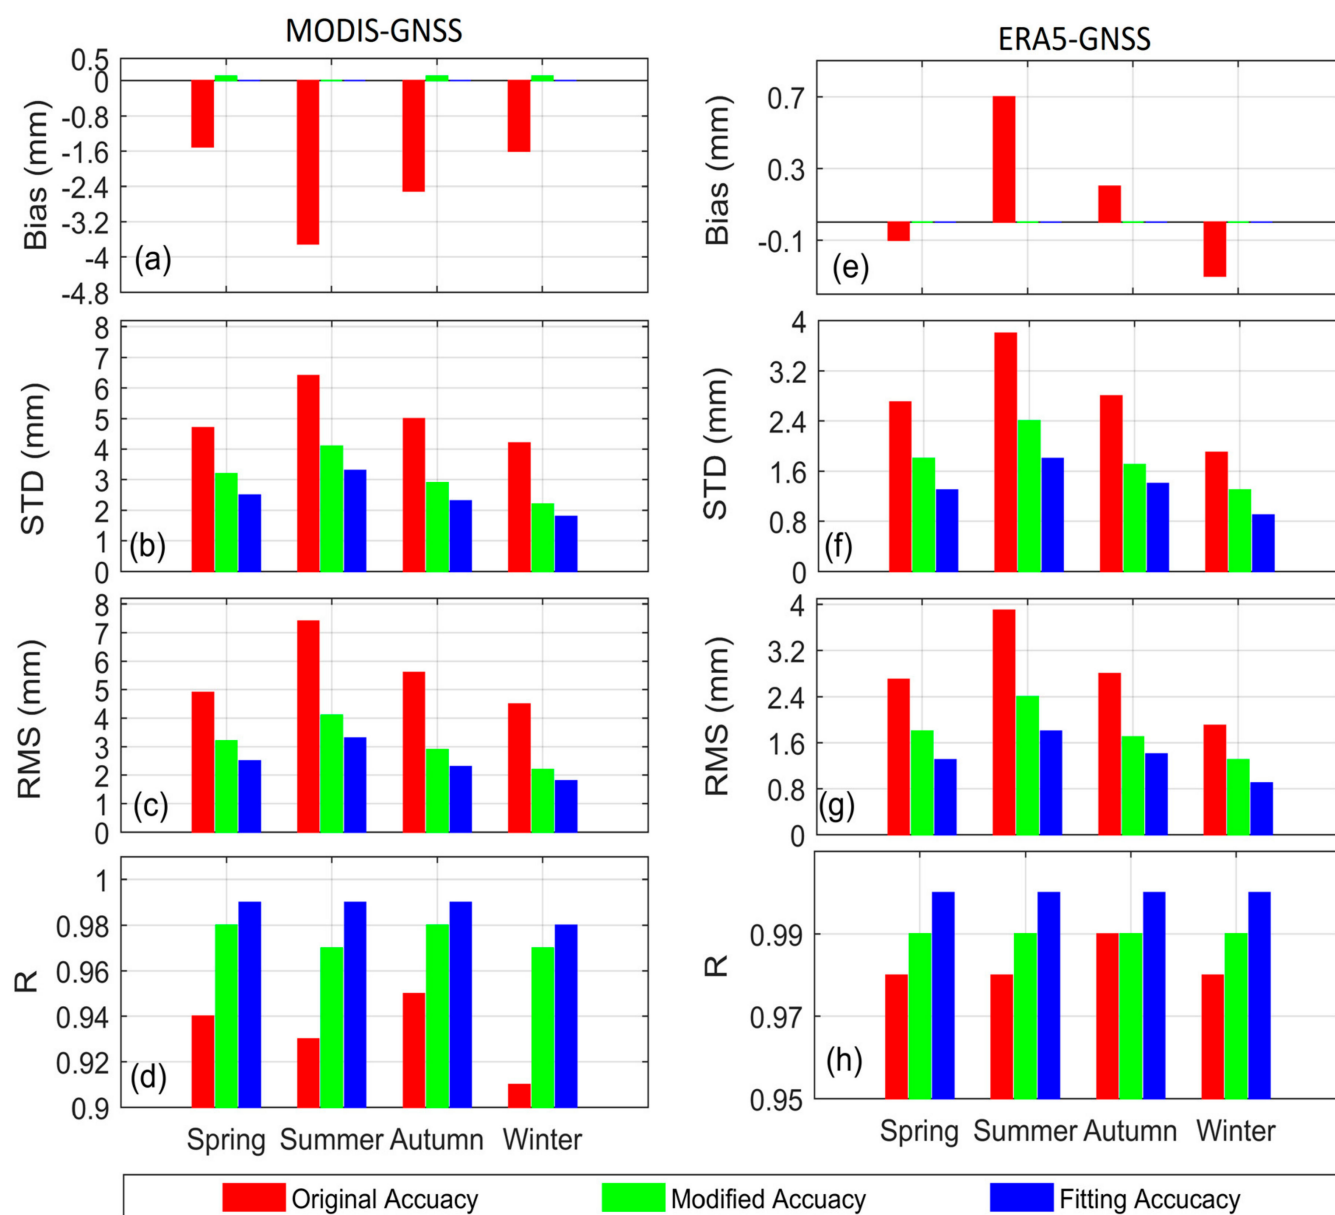 MODIS-GNSS
0.5
0
-0.8
-1.6
-2.4
-3.2
-4
-4.8
Bias (mm)
(a)
8
7
6
5
4
3
2
1
0
STD (mm)
(b)
8
7
6
5
4
3
2
1
0
RMS (mm)
(c)
1
0.98
0.96
0.94
0.92
0.9
R
(d)
Spring Summer Autumn Winter
ERA5-GNSS
0.7
0.3
-0.1
Bias (mm)
(e)
4
3.2
2.4
1.6
0.8
0
STD (mm)
(f)
4
3.2
2.4
1.6
0.8
0
RMS (mm)
(g)
0.99
0.97
0.95
R
(h)
Spring Summer Autumn Winter
Original Accuacy Modified Accuacy Fitting Accucacy